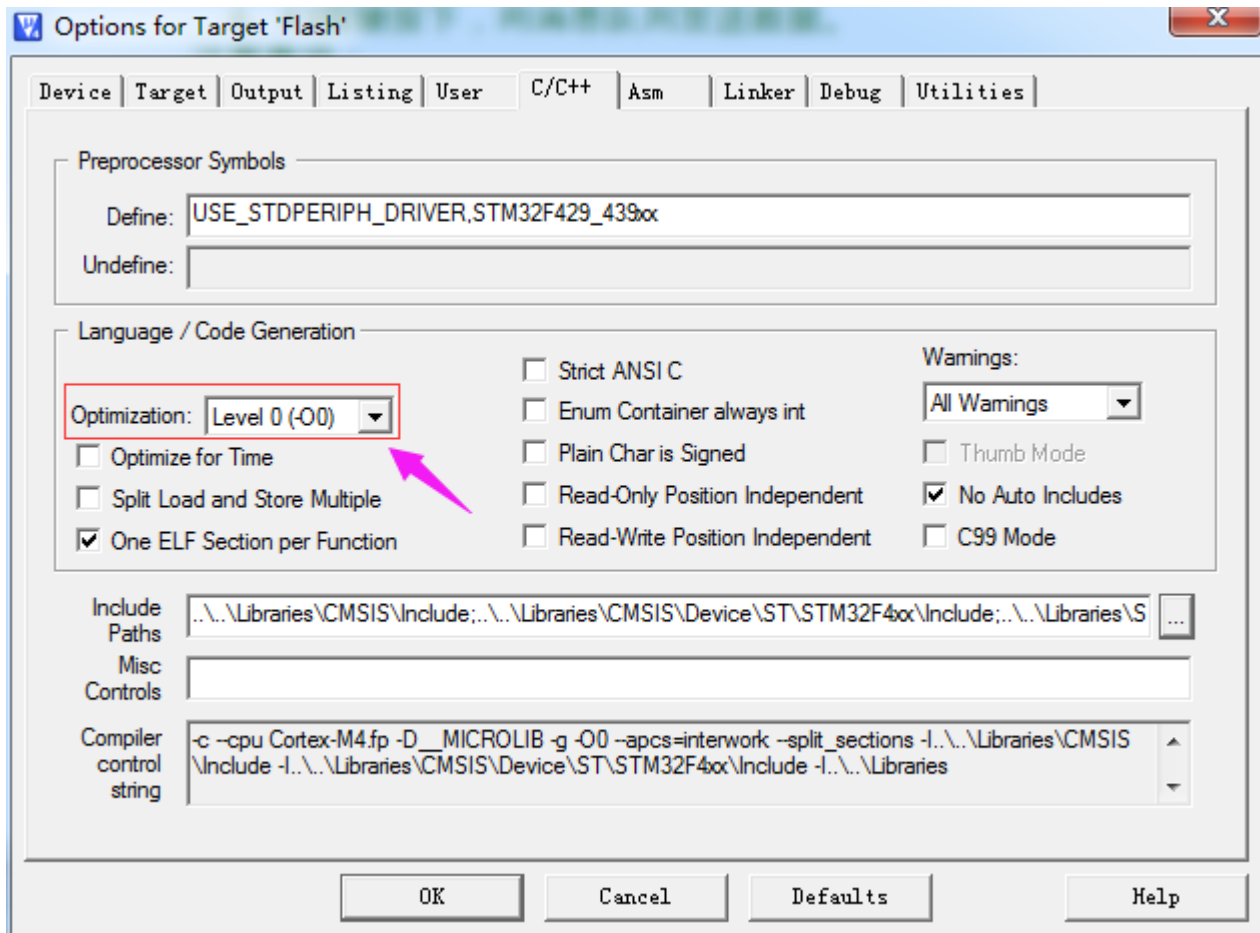 Options for Target 'Flash'
Device Target Output Listing User C/C++ Asm Linker Debug Utilities
Preprocessor Symbols
Define: USE_STDPERIPH_DRIVER,STM32F429_439xx
Undefine:
Language / Code Generation
Optimization: Level 0 (-O0)
Optimize for Time
Split Load and Store Multiple
One ELF Section per Function
Strict ANSI C
Enum Container always int
Plain Char is Signed
Read-Only Position Independent
Read-Write Position Independent
Warnings:
All Warnings
Thumb Mode
No Auto Includes
C99 Mode
Include
Paths
..\..\Libraries\CMSIS\Include;..\..\Libraries\CMSIS\Device\ST\STM32F4xx\Include;..\..\Libraries\S
...
Misc
Controls
Compiler
control
string
-c --cpu Cortex-M4.fp -D__MICROLIB -g -O0 --apcs=interwork --split_sections -I..\..\Libraries\CMSIS
\Include -I..\..\Libraries\CMSIS\Device\ST\STM32F4xx\Include -I..\..\Libraries
OK Cancel Defaults Help